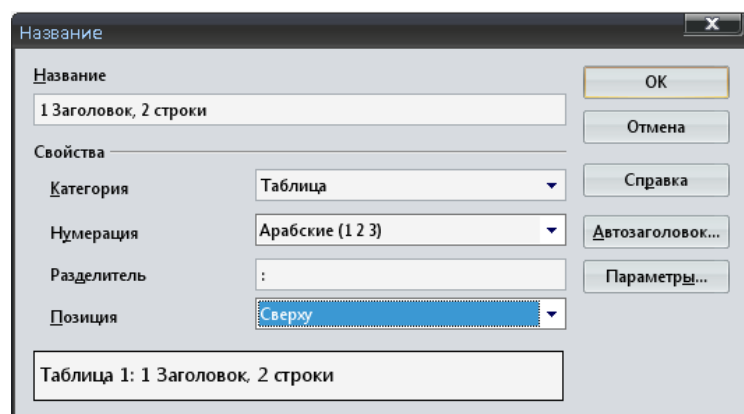 Название
Название
1 Заголовок, 2 строки
Свойства
Категория
Таблица
Нумерация
Арабские (1 2 3)
Разделитель
:
Позиция
Сверху
Таблица 1: 1 Заголовок, 2 строки
OK
Отмена
Справка
Автозаголовок...
Параметры...